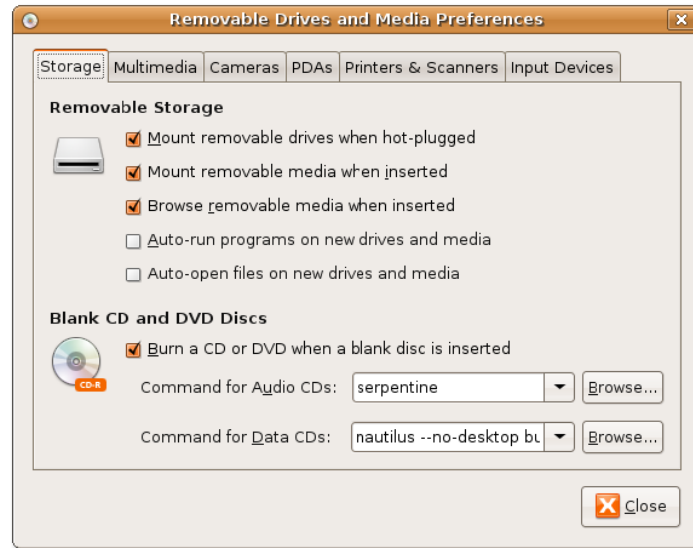 Removable Drives and Media Preferences
Storage Multimedia Cameras PDAs Printers & Scanners Input Devices
Removable Storage
Mount removable drives when hot-plugged
Mount removable media when inserted
Browse removable media when inserted
Auto-run programs on new drives and media
Auto-open files on new drives and media
Blank CD and DVD Discs
CD-R
Burn a CD or DVD when a blank disc is inserted
Command for Audio CDs: serpentine Browse...
Command for Data CDs: nautilus --no-desktop bu Browse...
Close